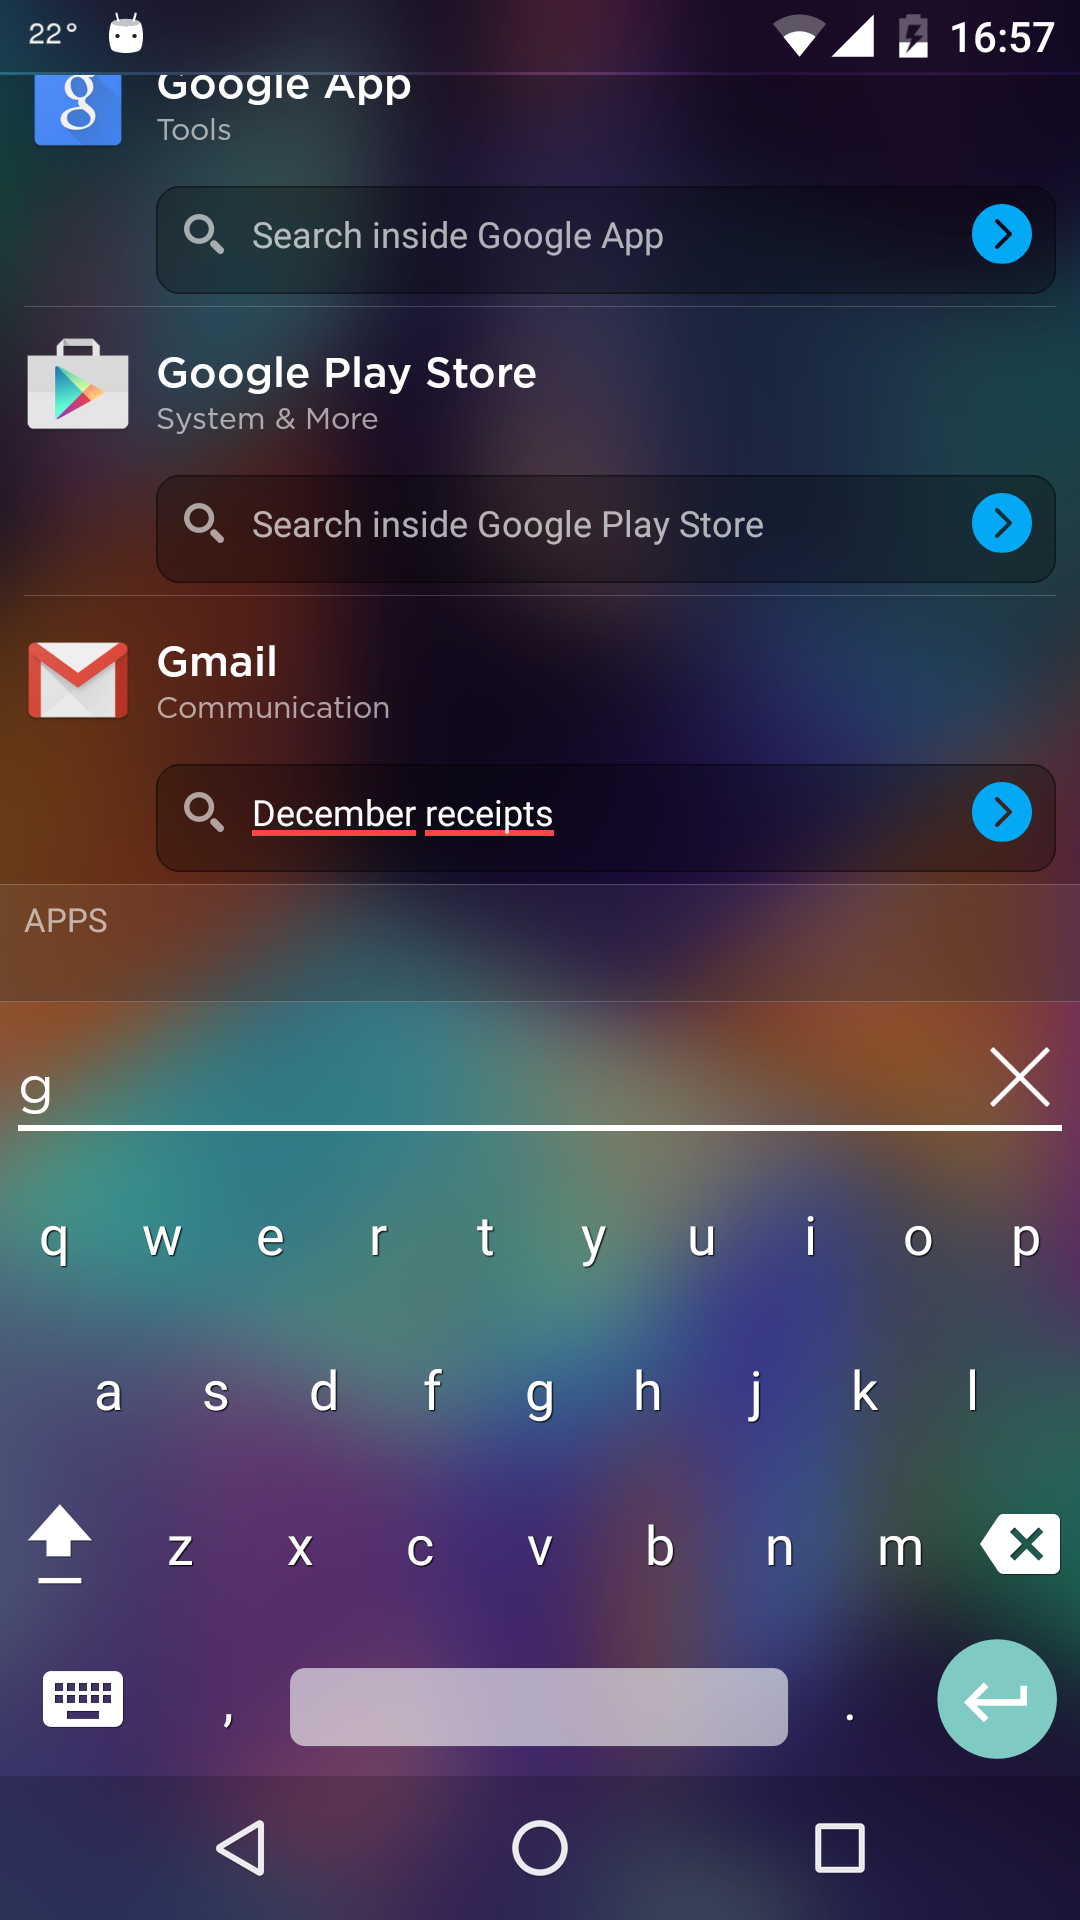 22°
16:57
Google App
Tools
Search inside Google App
Google Play Store
System & More
Search inside Google Play Store
Gmail
Communication
December receipts
APPS
g
q w e r t y u i o p
a s d f g h j k l
z x c v b n m
, .